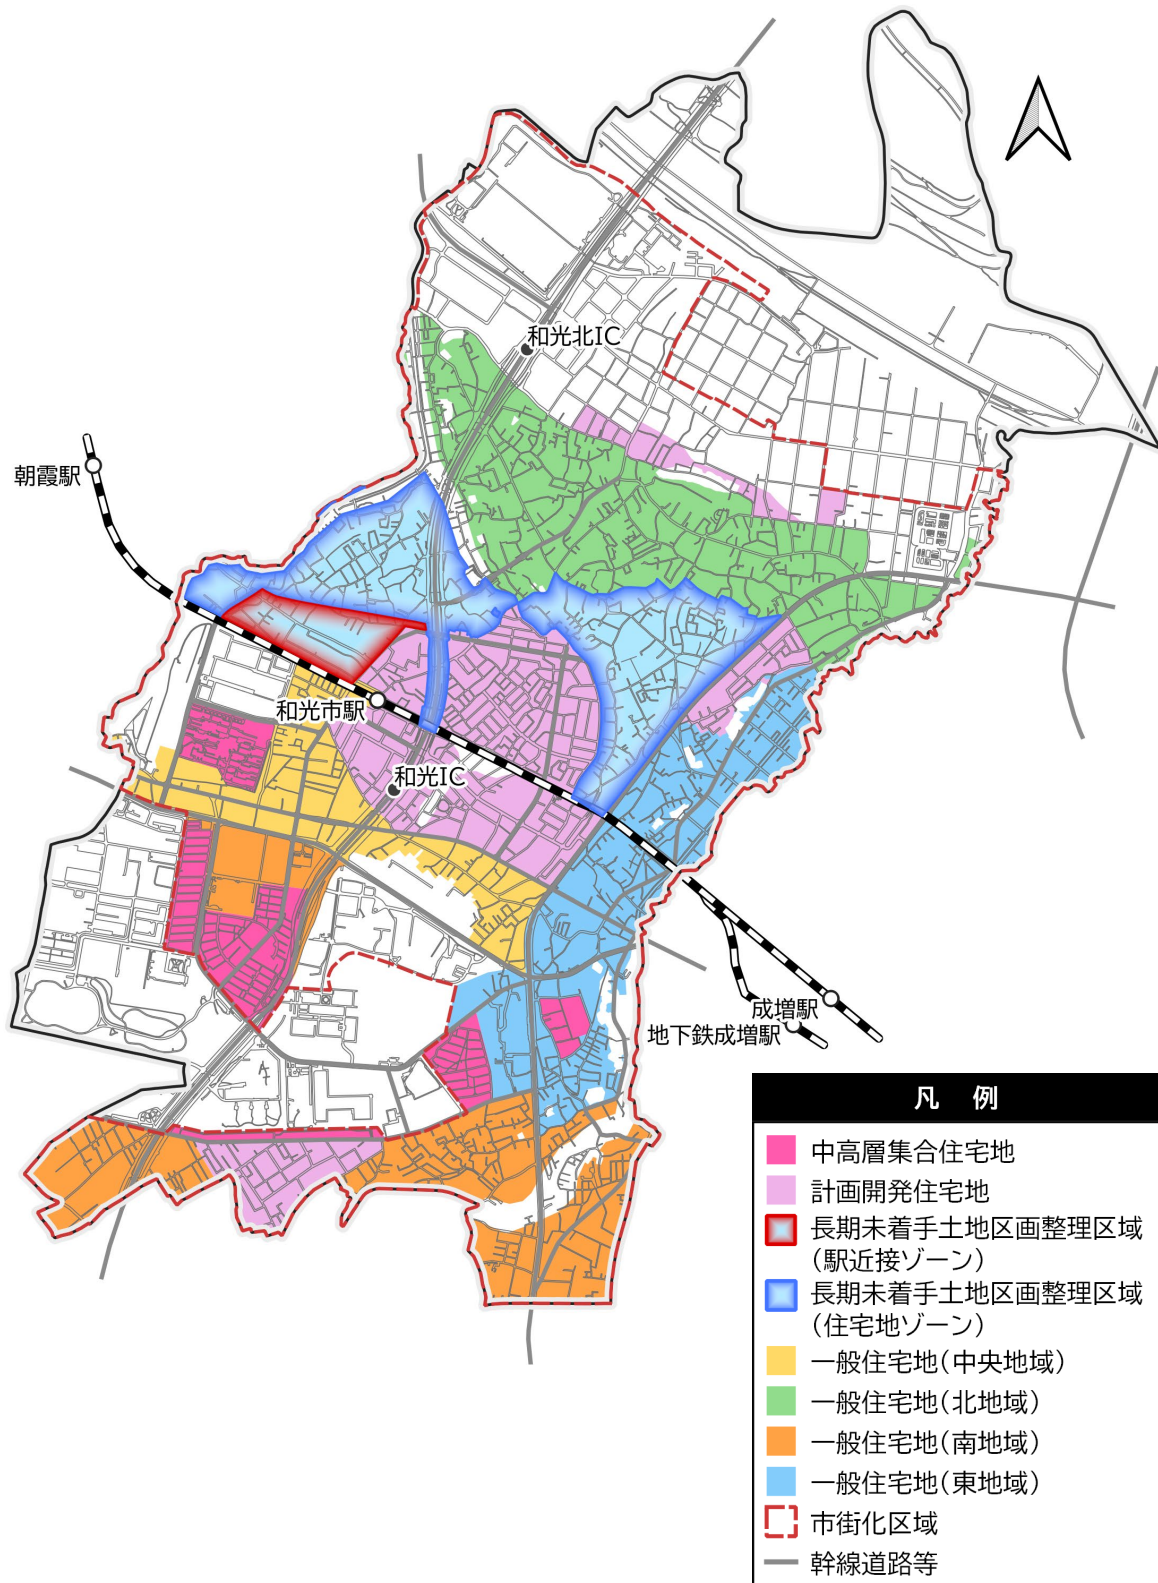 和光北IC
朝霞駅
和光市駅
和光IC
成増駅
地下鉄成増駅
凡 例
中高層集合住宅地
計画開発住宅地
長期未着手土地区画整理区域
(駅近接ゾーン)
長期未着手土地区画整理区域
(住宅地ゾーン)
一般住宅地(中央地域)
一般住宅地(北地域)
一般住宅地(南地域)
一般住宅地(東地域)
市街化区域
幹線道路等